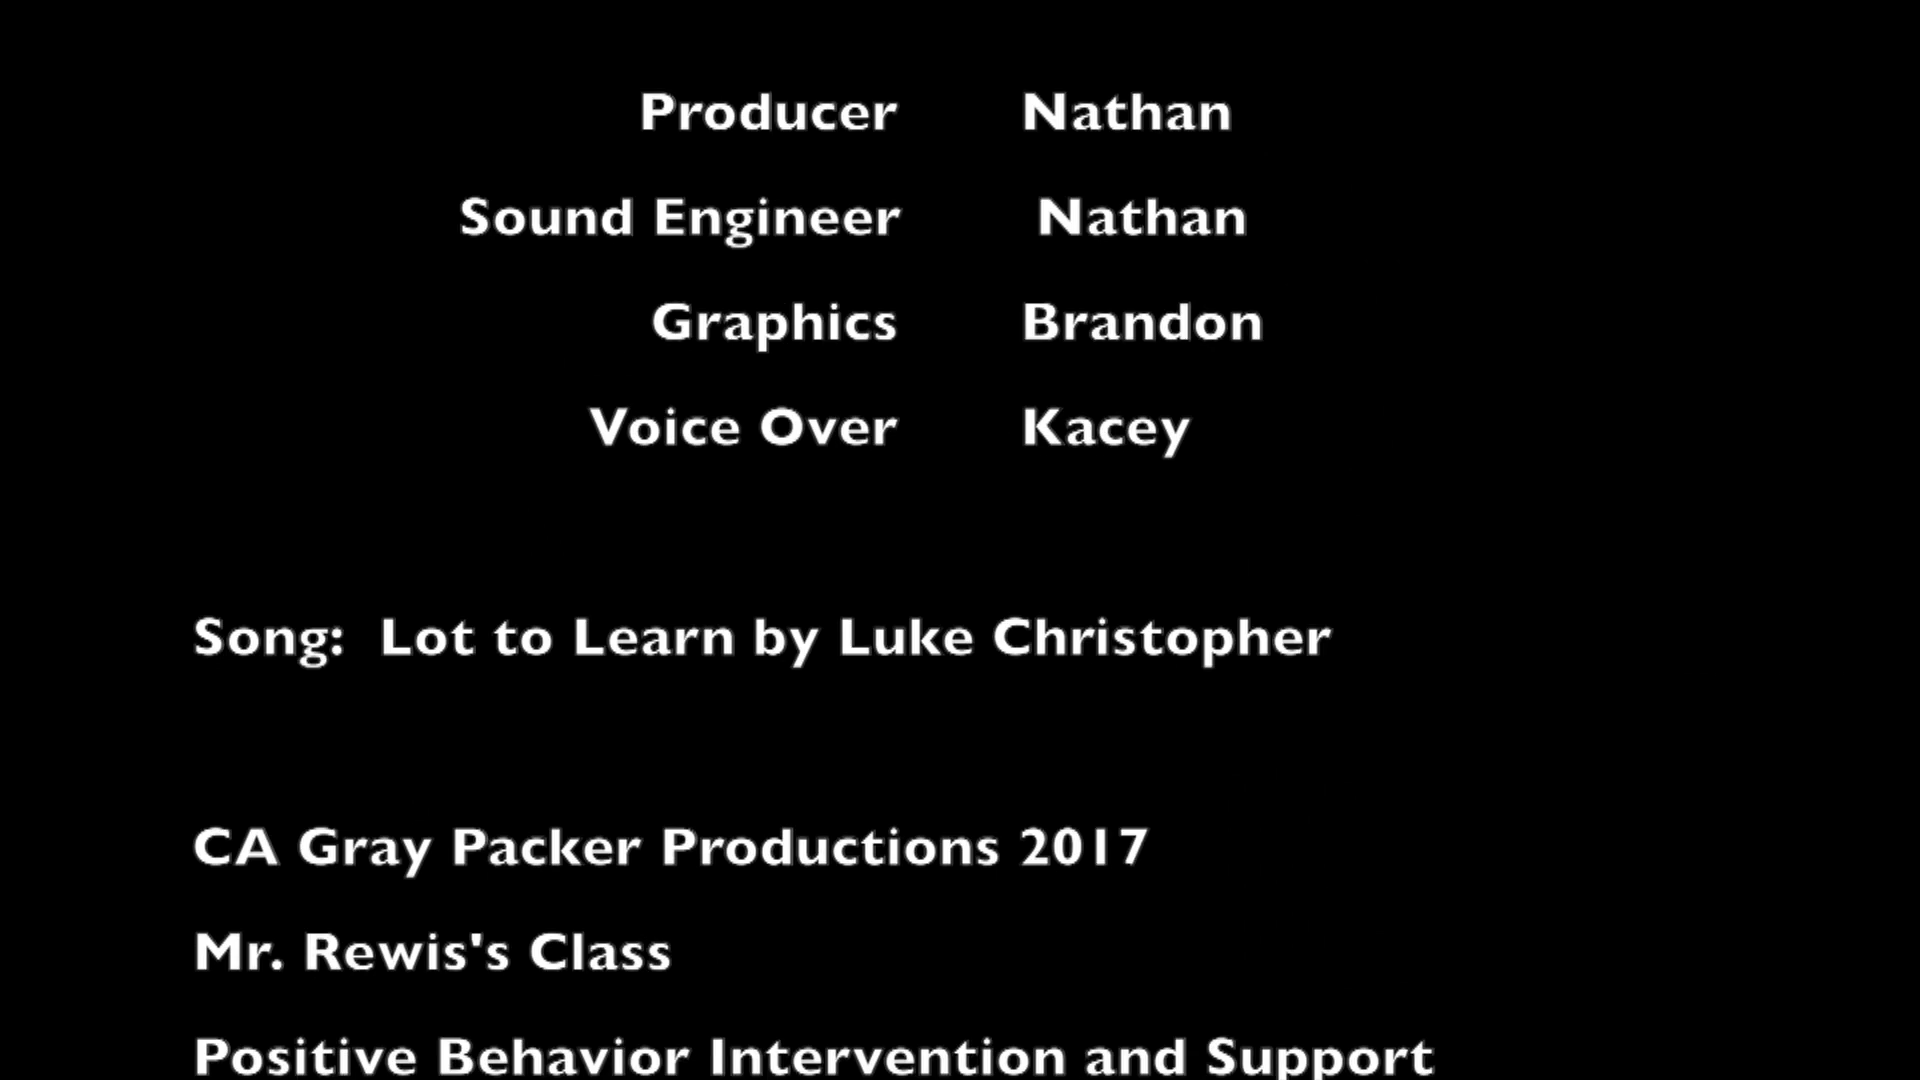 Producer Nathan
Sound Engineer Nathan
Graphics Brandon
Voice Over Kacey
Song: Lot to Learn by Luke Christopher
CA Gray Packer Productions 2017
Mr. Rewis's Class
Positive Behavior Intervention and Support